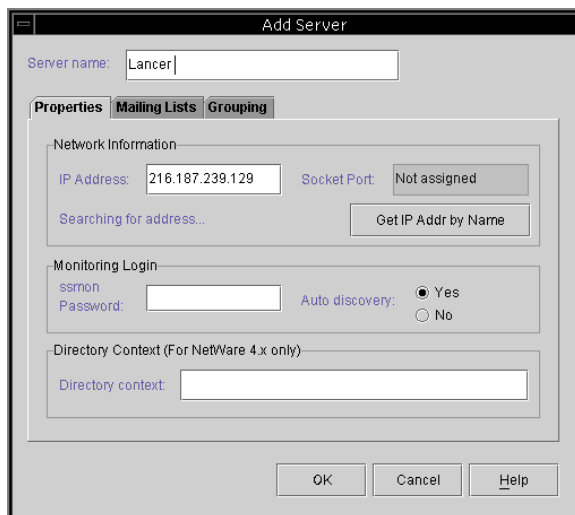 Add Server
Server name: Lancer
Properties Mailing Lists Grouping
Network Information
IP Address: 216.187.239.129 Socket Port: Not assigned
Searching for address... Get IP Addr by Name
Monitoring Login
ssmon
Password: Auto discovery: Yes
No
Directory Context (For NetWare 4.x only)
Directory context:
OK Cancel Help